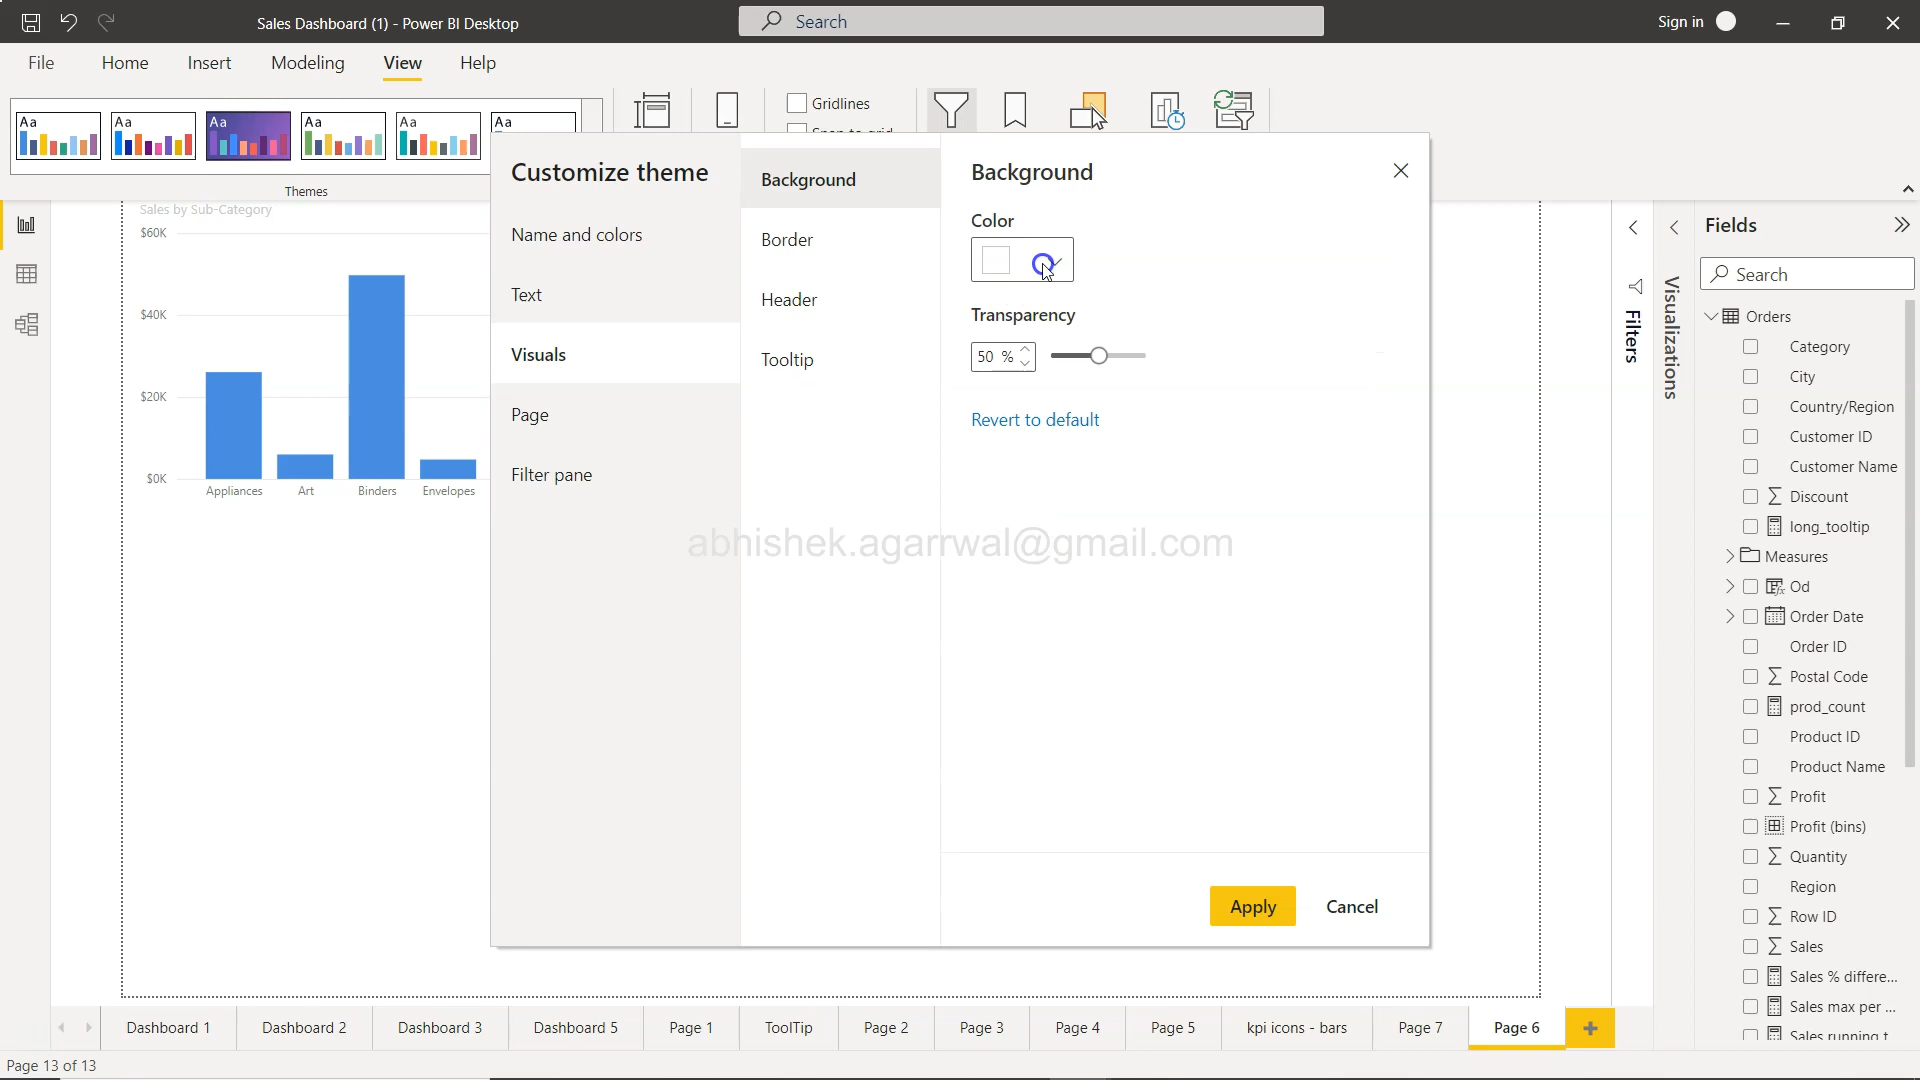 Sales Dashboard (1) - Power BI Desktop
Search
Sign in
File
Home
Insert
Modeling
View
Help
Aa
Aa
Aa
Aa
Aa
Aa
Gridlines
Snap to grid
Themes
Customize theme
Name and colors
Text
Visuals
Page
Filter pane
Background
Border
Header
Tooltip
Background
Color
Transparency
50 %
Revert to default
Apply
Cancel
Sales by Sub-Category
$60K
$40K
$20K
$0K
Appliances
Art
Binders
Envelopes
abhishek.agarrwal@gmail.com
Filters
Visualizations
Fields
Search
Orders
Category
City
Country/Region
Customer ID
Customer Name
Discount
long_tooltip
Measures
Od
Order Date
Order ID
Postal Code
prod_count
Product ID
Product Name
Profit
Profit (bins)
Quantity
Region
Row ID
Sales
Sales % differe...
Sales max per ...
Sales running t...
Dashboard 1
Dashboard 2
Dashboard 3
Dashboard 5
Page 1
ToolTip
Page 2
Page 3
Page 4
Page 5
kpi icons - bars
Page 7
Page 6
Page 13 of 13